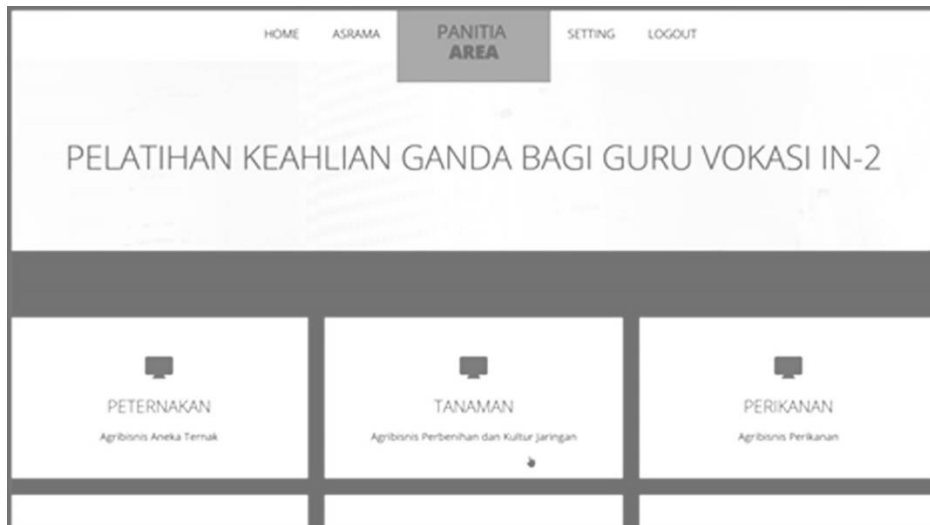 HOME ASRAMA PANITIA AREA SETTING LOGOUT
PELATIHAN KEAHLIAN GANDA BAGI GURU VOKASI IN-2
PETERNAKAN
Agribisnis Aneka Ternak
TANAMAN
Agribisnis Perbenihan dan Kultur Jaringan
PERIKANAN
Agribisnis Perikanan